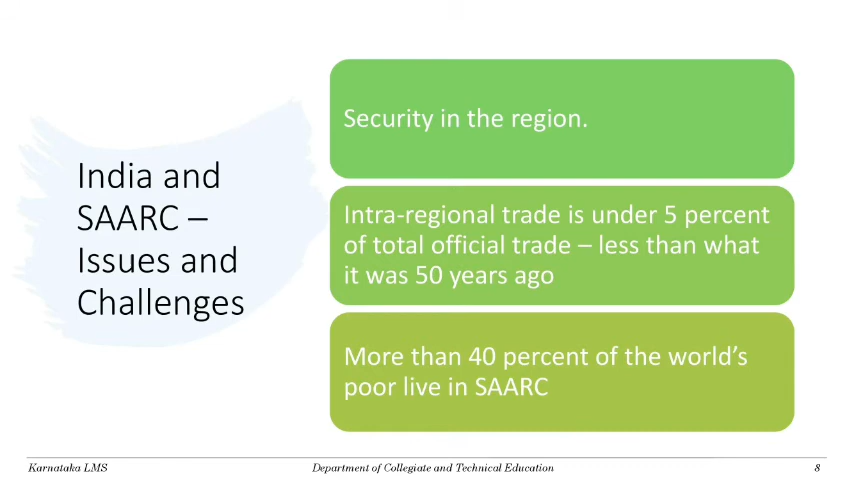 India and
SAARC –
Issues and
Challenges
Security in the region.
Intra-regional trade is under 5 percent
of total official trade – less than what
it was 50 years ago
More than 40 percent of the world’s
poor live in SAARC
Karnataka LMS
Department of Collegiate and Technical Education
8